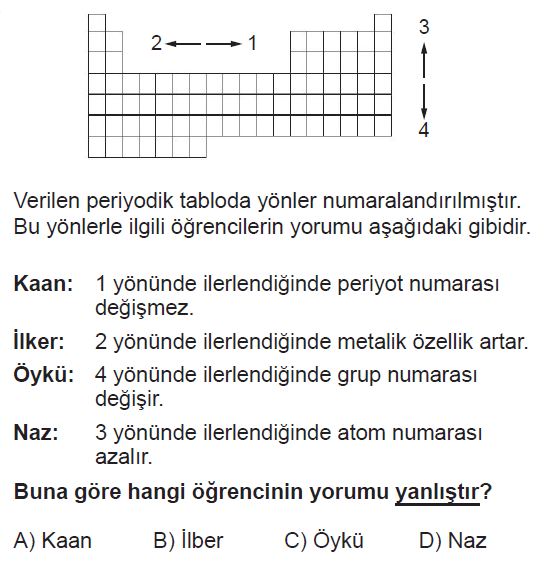 3
2 1
4
Verilen periyodik tabloda yönler numaralandırılmıştır.
Bu yönlerle ilgili öğrencilerin yorumu aşağıdaki gibidir.
Kaan: 1 yönünde ilerlendiğinde periyot numarası
değişmez.
İlker: 2 yönünde ilerlendiğinde metalik özellik artar.
Öykü: 4 yönünde ilerlendiğinde grup numarası
değişir.
Naz: 3 yönünde ilerlendiğinde atom numarası
azalır.
Buna göre hangi öğrencinin yorumu yanlıştır?
A) Kaan B) İlber C) Öykü D) Naz